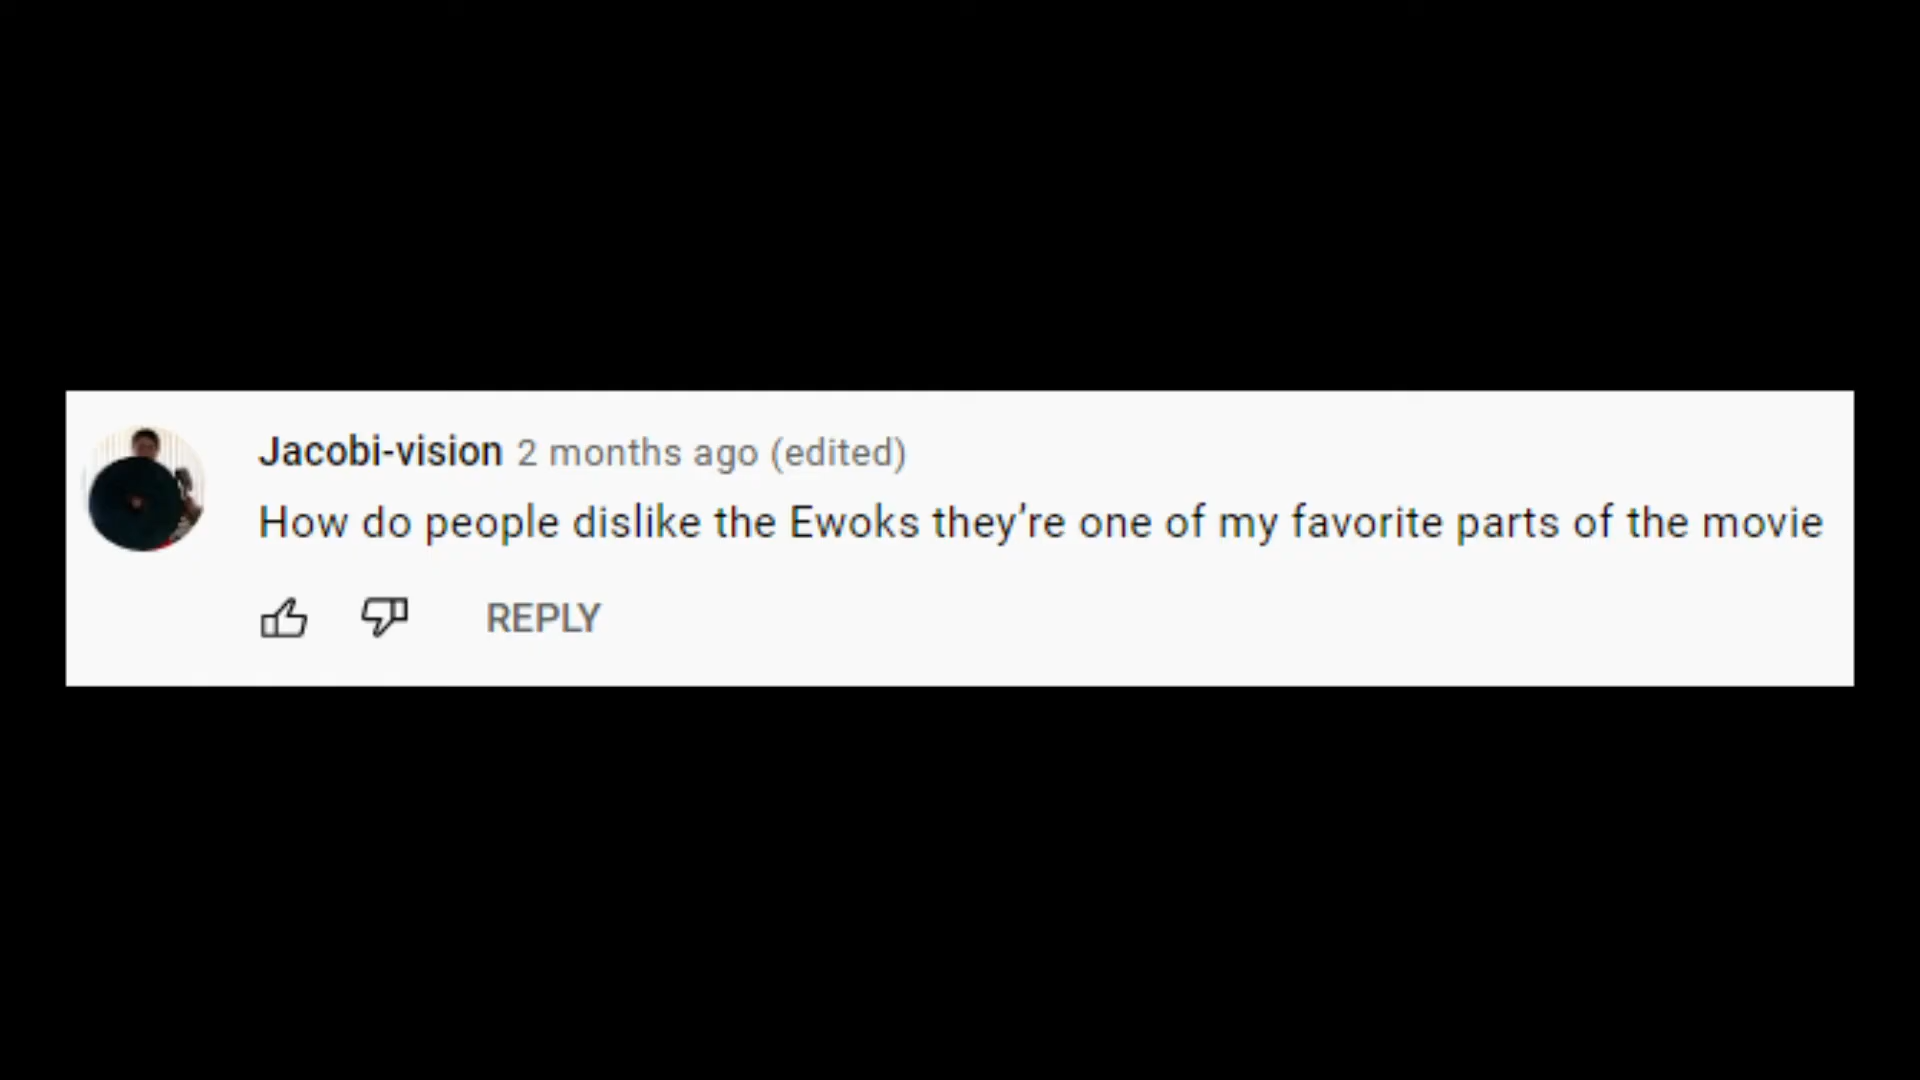 Jacobi-vision 2 months ago (edited)
How do people dislike the Ewoks they’re one of my favorite parts of the movie
REPLY